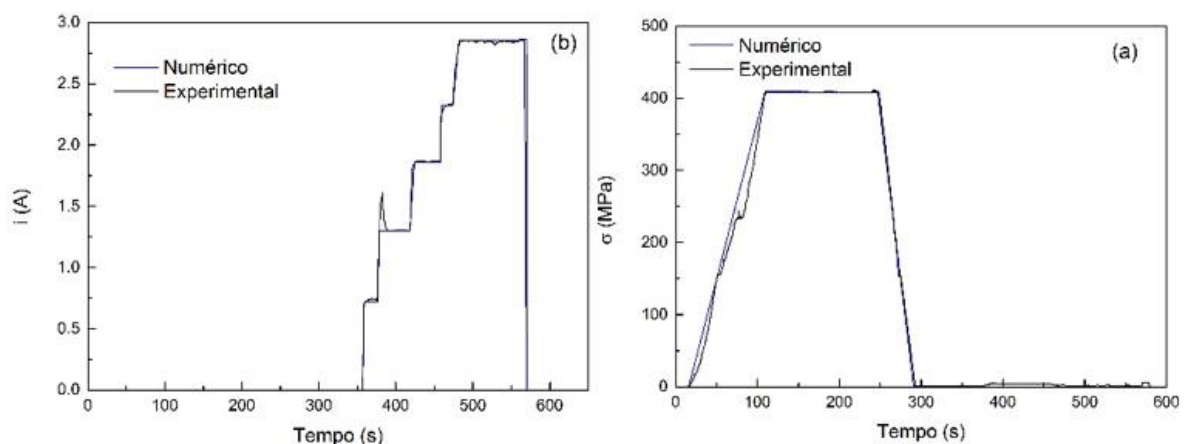 3.0
(b)
Numérico
Experimental
2.5
2.0
i (A)
1.5
1.0
0.5
0.0
0 100 200 300 400 500 600
Tempo (s)
500
(a)
Numérico
Experimental
400
300
σ (MPa)
200
100
0
0 100 200 300 400 500 600
Tempo (s)